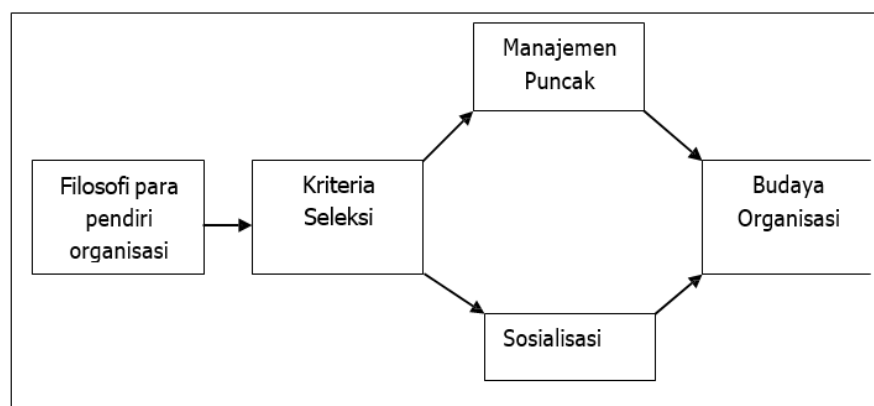 Manajemen
Puncak
Filosofi para
pendiri
organisasi
Kriteria
Seleksi
Budaya
Organisasi
Sosialisasi